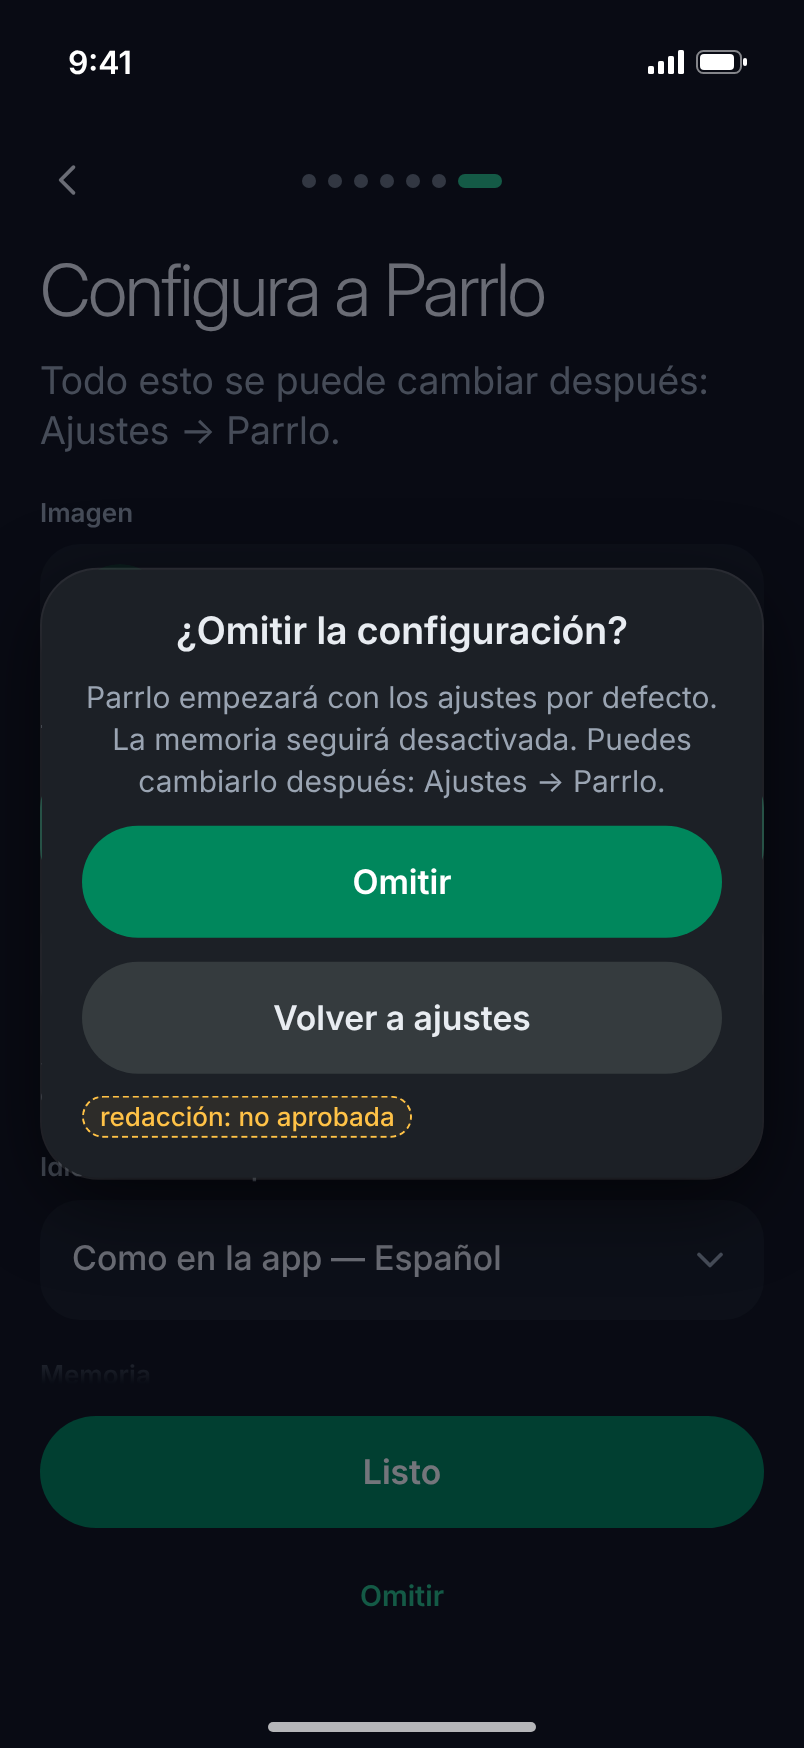 9:41
Configura a Parrlo
Todo esto se puede cambiar después:
Ajustes → Parrlo.
Imagen
¿Omitir la configuración?
Parrlo empezará con los ajustes por defecto.
La memoria seguirá desactivada. Puedes
cambiarlo después: Ajustes → Parrlo.
Omitir
Volver a ajustes
redacción: no aprobada
Como en la app — Español
Memoria
Listo
Omitir